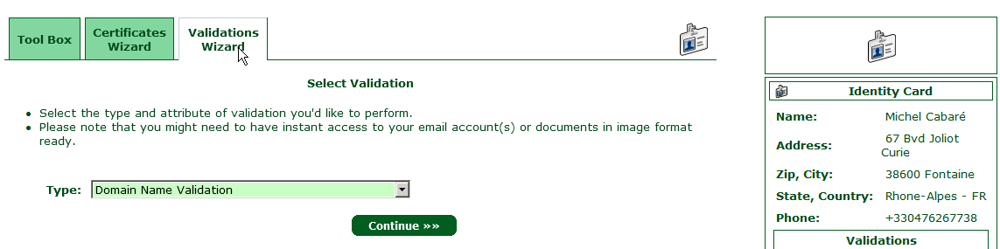 Tool Box
Certificates
Wizard
Validations
Wizard
Select Validation
• Select the type and attribute of validation you'd like to perform.
• Please note that you might need to have instant access to your email account(s) or documents in image format
ready.
Type: Domain Name Validation
Continue »»
Identity Card
Name: Michel Cabaré
Address: 67 Bvd Joliot
Curie
Zip, City: 38600 Fontaine
State, Country: Rhone-Alpes - FR
Phone: +330476267738
Validations